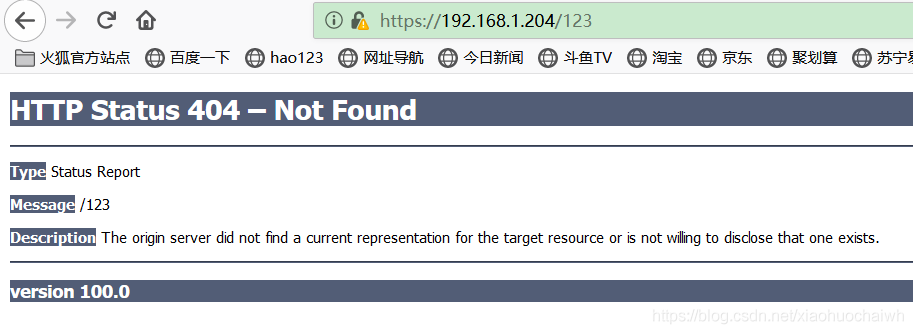 https://192.168.1.204/123
火狐官方站点 百度一下 hao123 网址导航 今日新闻 斗鱼TV 淘宝 京东 聚划算 苏宁
HTTP Status 404 – Not Found
Type Status Report
Message /123
Description The origin server did not find a current representation for the target resource or is not willing to disclose that one exists.
version 100.0
https://blog.csdn.net/xiaohuochaiwh